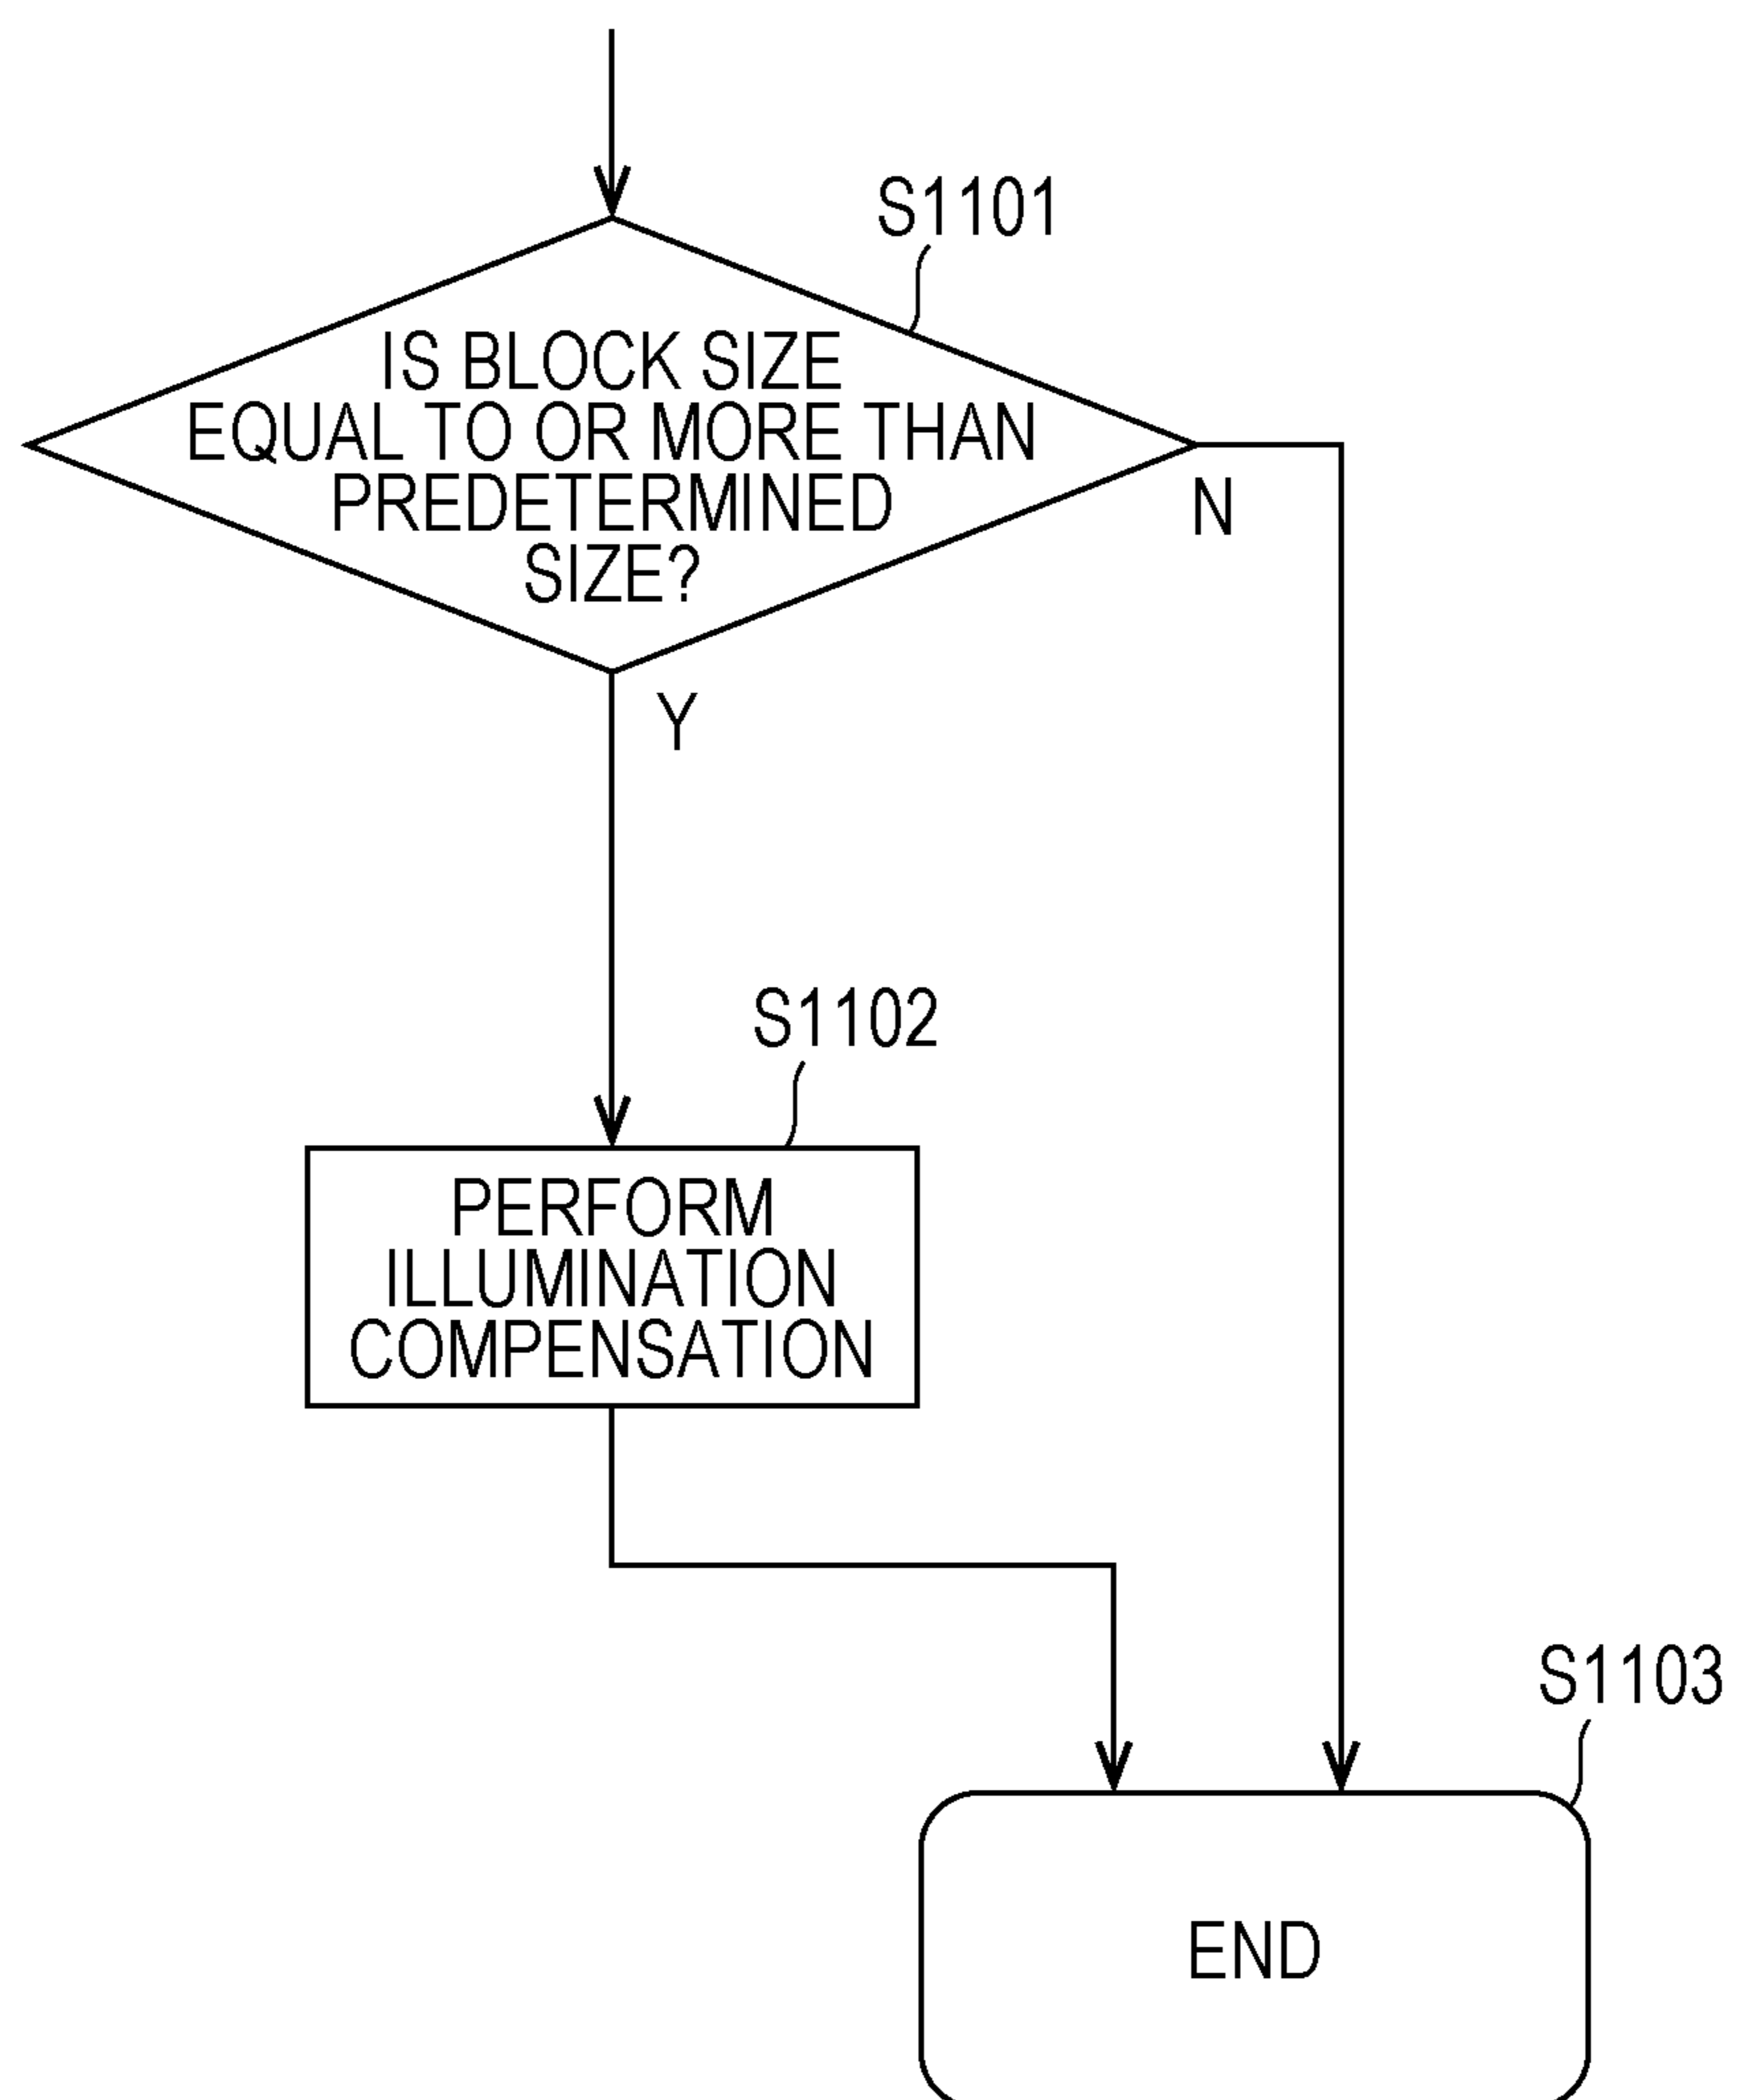 S1101
IS BLOCK SIZE
EQUAL TO OR MORE THAN
PREDETERMINED
SIZE?
N
Y
S1102
PERFORM
ILLUMINATION
COMPENSATION
S1103
END